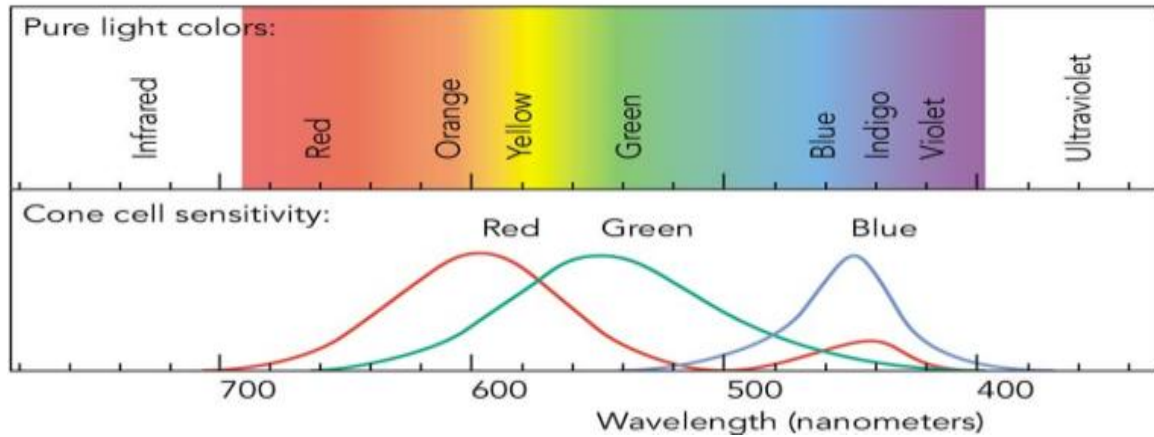 Pure light colors:
Infrared
Red
Orange
Yellow
Green
Blue
Indigo
Violet
Ultraviolet
Cone cell sensitivity:
Red Green Blue
700 600 500 400
Wavelength (nanometers)